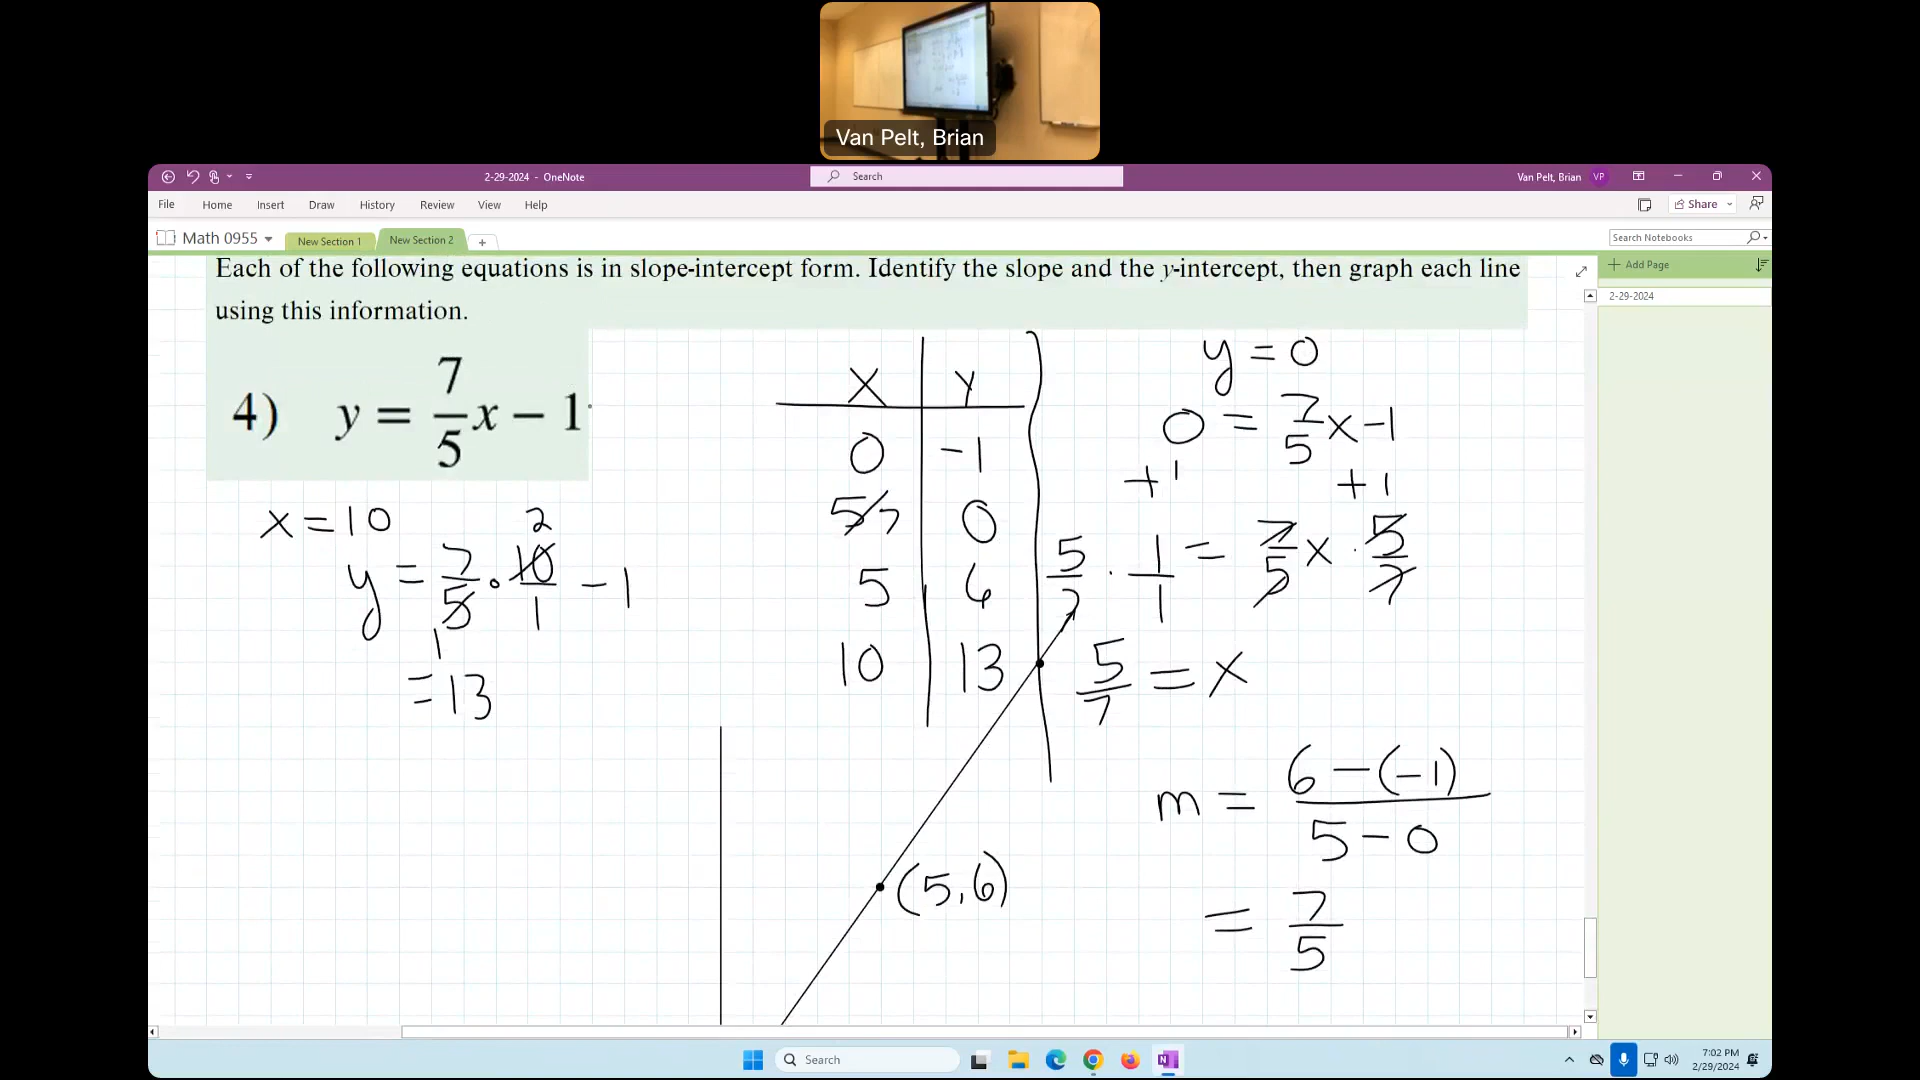 Van Pelt, Brian
2-29-2024 - OneNote
Search
Van Pelt, Brian VP
File Home Insert Draw History Review View Help
Share
Math 0955
New Section 1
New Section 2
Search Notebooks
Add Page
2-29-2024
Each of the following equations is in slope-intercept form. Identify the slope and the y-intercept, then graph each line
using this information.
4) y = 7/5 x − 1
x = 10
y = 7/5 · 10/1 − 1
2
1
= 13
X Y
0 -1
5/7 0
5 6
10 13
y = 0
0 = 7/5 x - 1
+1 +1
5/7 · 1/1 = 7/5 x · 5/7
5/7 = x
m = 6 - (-1) / 5 - 0
= 7/5
(5,6)
Search
7:02 PM
2/29/2024